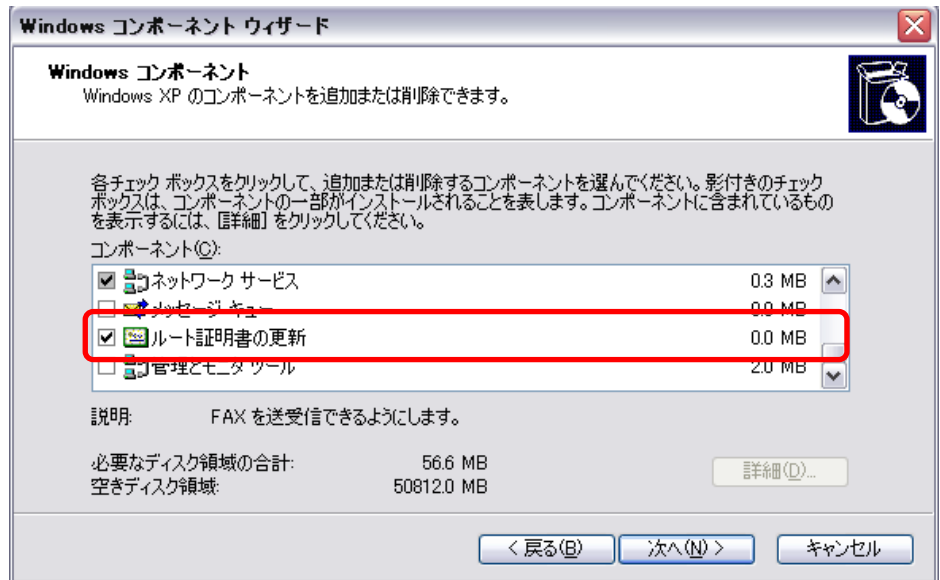 Windows コンポーネント ウィザード
Windows コンポーネント
Windows XP のコンポーネントを追加または削除できます。
各チェック ボックスをクリックして、追加または削除するコンポーネントを選んでください。影付きのチェック
ボックスは、コンポーネントの一部がインストールされることを表します。コンポーネントに含まれているもの
を表示するには、[詳細] をクリックしてください。
コンポーネント(C):
ネットワーク サービス 0.3 MB
メッセージ キュー 0.0 MB
ルート証明書の更新 0.0 MB
管理とモニタ ツール 2.0 MB
説明: FAX を送受信できるようにします。
必要なディスク領域の合計: 56.6 MB
空きディスク領域: 50812.0 MB
詳細(D)...
< 戻る(B) 次へ(N) > キャンセル